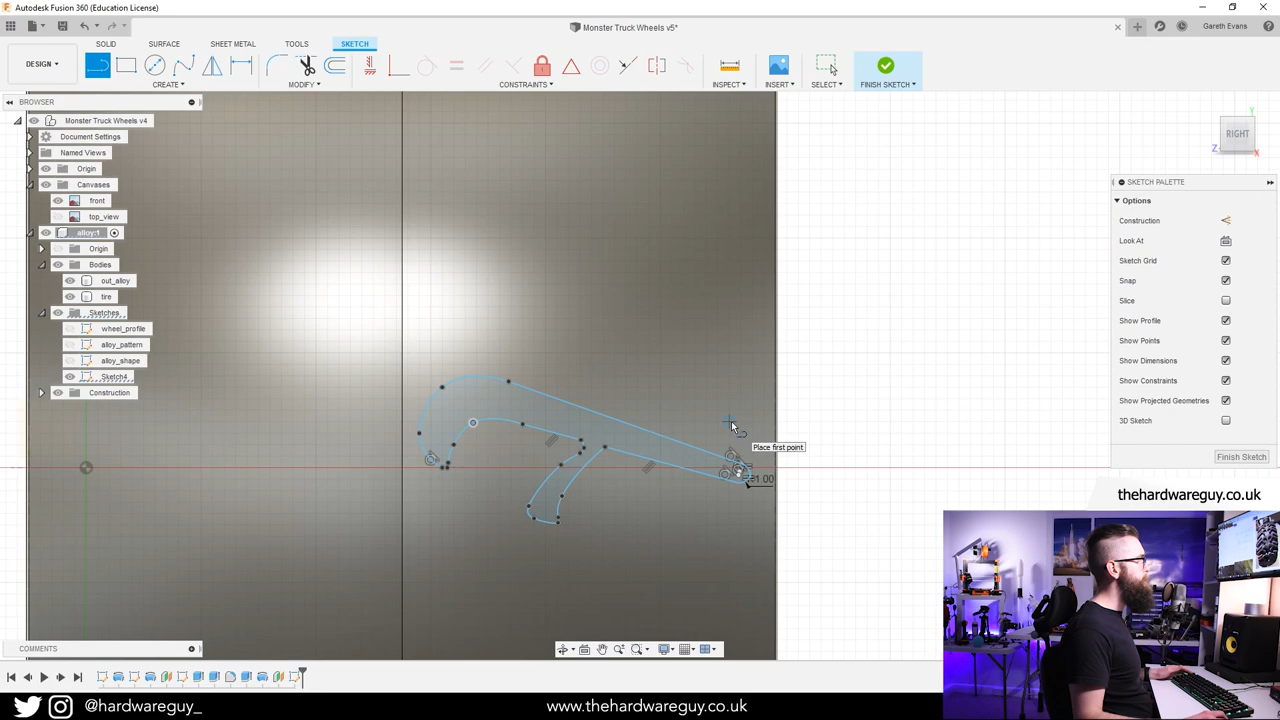 Autodesk Fusion 360 (Education License)
Monster Truck Wheels v5*
Gareth Evans
DESIGN
SOLID SURFACE SHEET METAL TOOLS SKETCH
CREATE MODIFY CONSTRAINTS INSPECT INSERT SELECT FINISH SKETCH
BROWSER
Monster Truck Wheels v4
Document Settings
Named Views
Origin
Canvases
front
top_view
alloy:1
Origin
Bodies
out_alloy
tire
Sketches
wheel_profile
alloy_pattern
alloy_shape
Sketch4
Construction
Y
RIGHT
Z
X
SKETCH PALETTE
Options
Construction
Look At
Sketch Grid
Snap
Slice
Show Profile
Show Points
Show Dimensions
Show Constraints
Show Projected Geometries
3D Sketch
Finish Sketch
Place first point
1.00
thehardwareguy.co.uk
COMMENTS
@hardwareguy_
www.thehardwareguy.co.uk